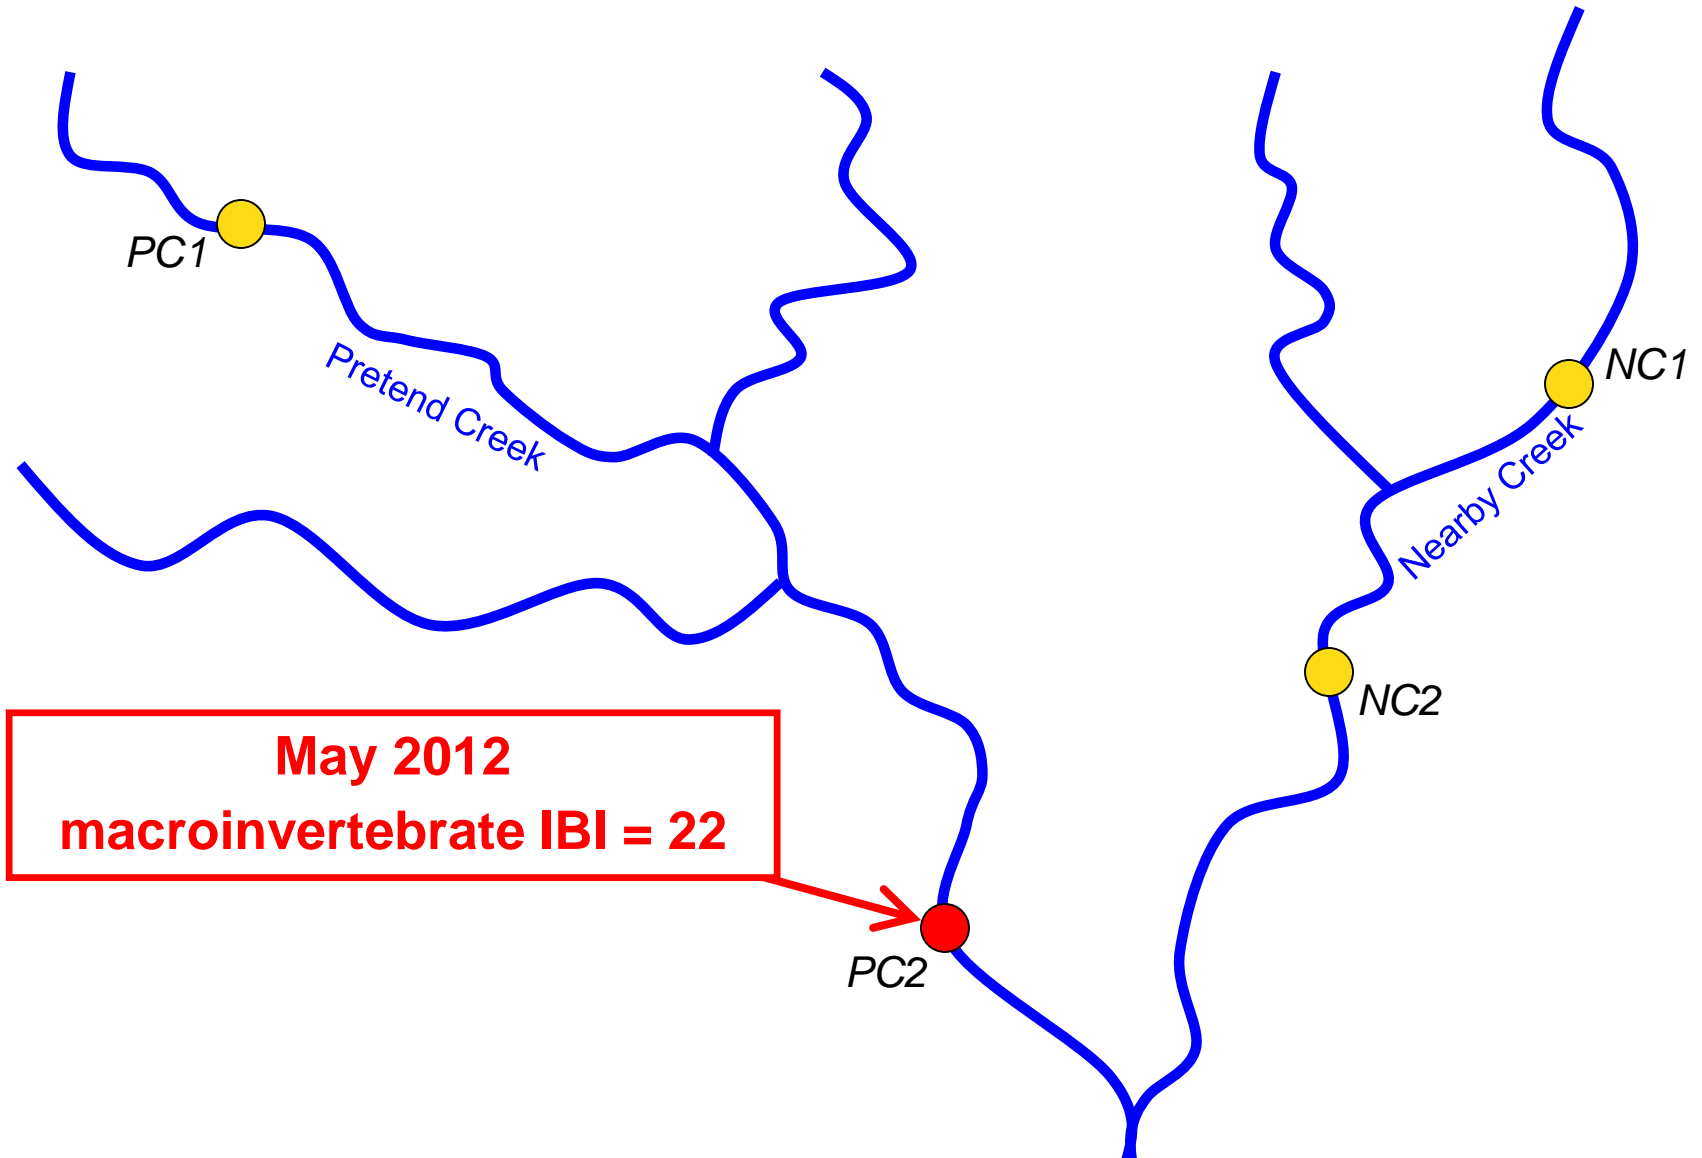 PC1
Pretend Creek
NC1
Nearby Creek
NC2
May 2012
macroinvertebrate IBI = 22
PC2